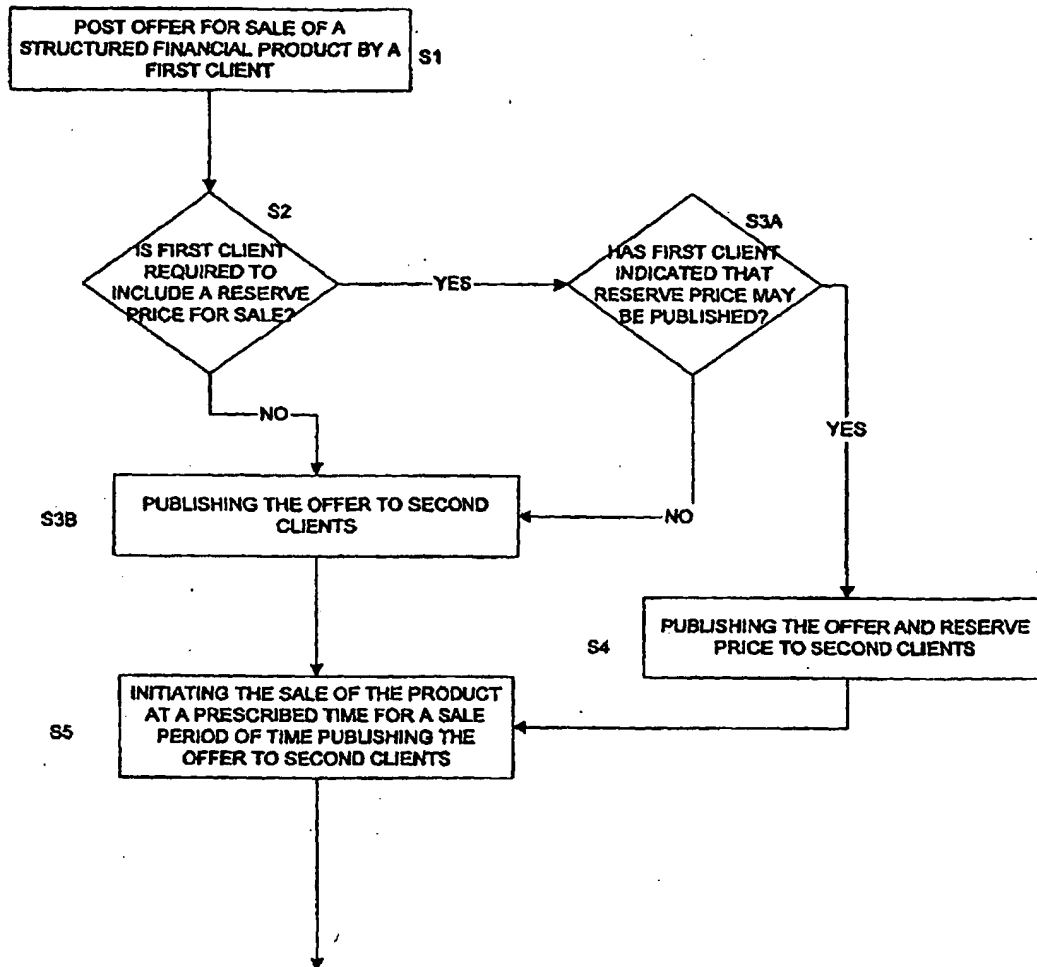 POST OFFER FOR SALE OF A
STRUCTURED FINANCIAL PRODUCT BY A
FIRST CLIENT
S1
S2
IS FIRST CLIENT
REQUIRED TO
INCLUDE A RESERVE
PRICE FOR SALE?
YES
S3A
HAS FIRST CLIENT
INDICATED THAT
RESERVE PRICE MAY
BE PUBLISHED?
NO
YES
S3B
PUBLISHING THE OFFER TO SECOND
CLIENTS
NO
S4
PUBLISHING THE OFFER AND RESERVE
PRICE TO SECOND CLIENTS
S5
INITIATING THE SALE OF THE PRODUCT
AT A PRESCRIBED TIME FOR A SALE
PERIOD OF TIME PUBLISHING THE
OFFER TO SECOND CLIENTS